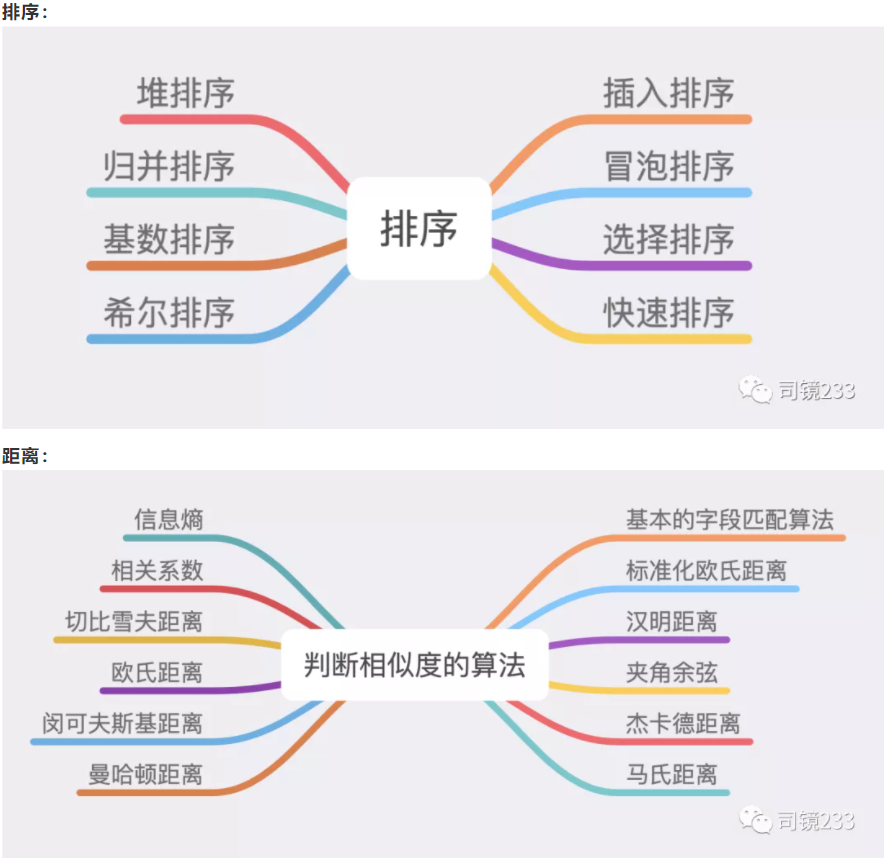 排序：
堆排序
归并排序
基数排序
希尔排序
排序
插入排序
冒泡排序
选择排序
快速排序
司镜233
距离：
信息熵
相关系数
切比雪夫距离
欧氏距离
闵可夫斯基距离
曼哈顿距离
判断相似度的算法
基本的字段匹配算法
标准化欧氏距离
汉明距离
夹角余弦
杰卡德距离
马氏距离
司镜233